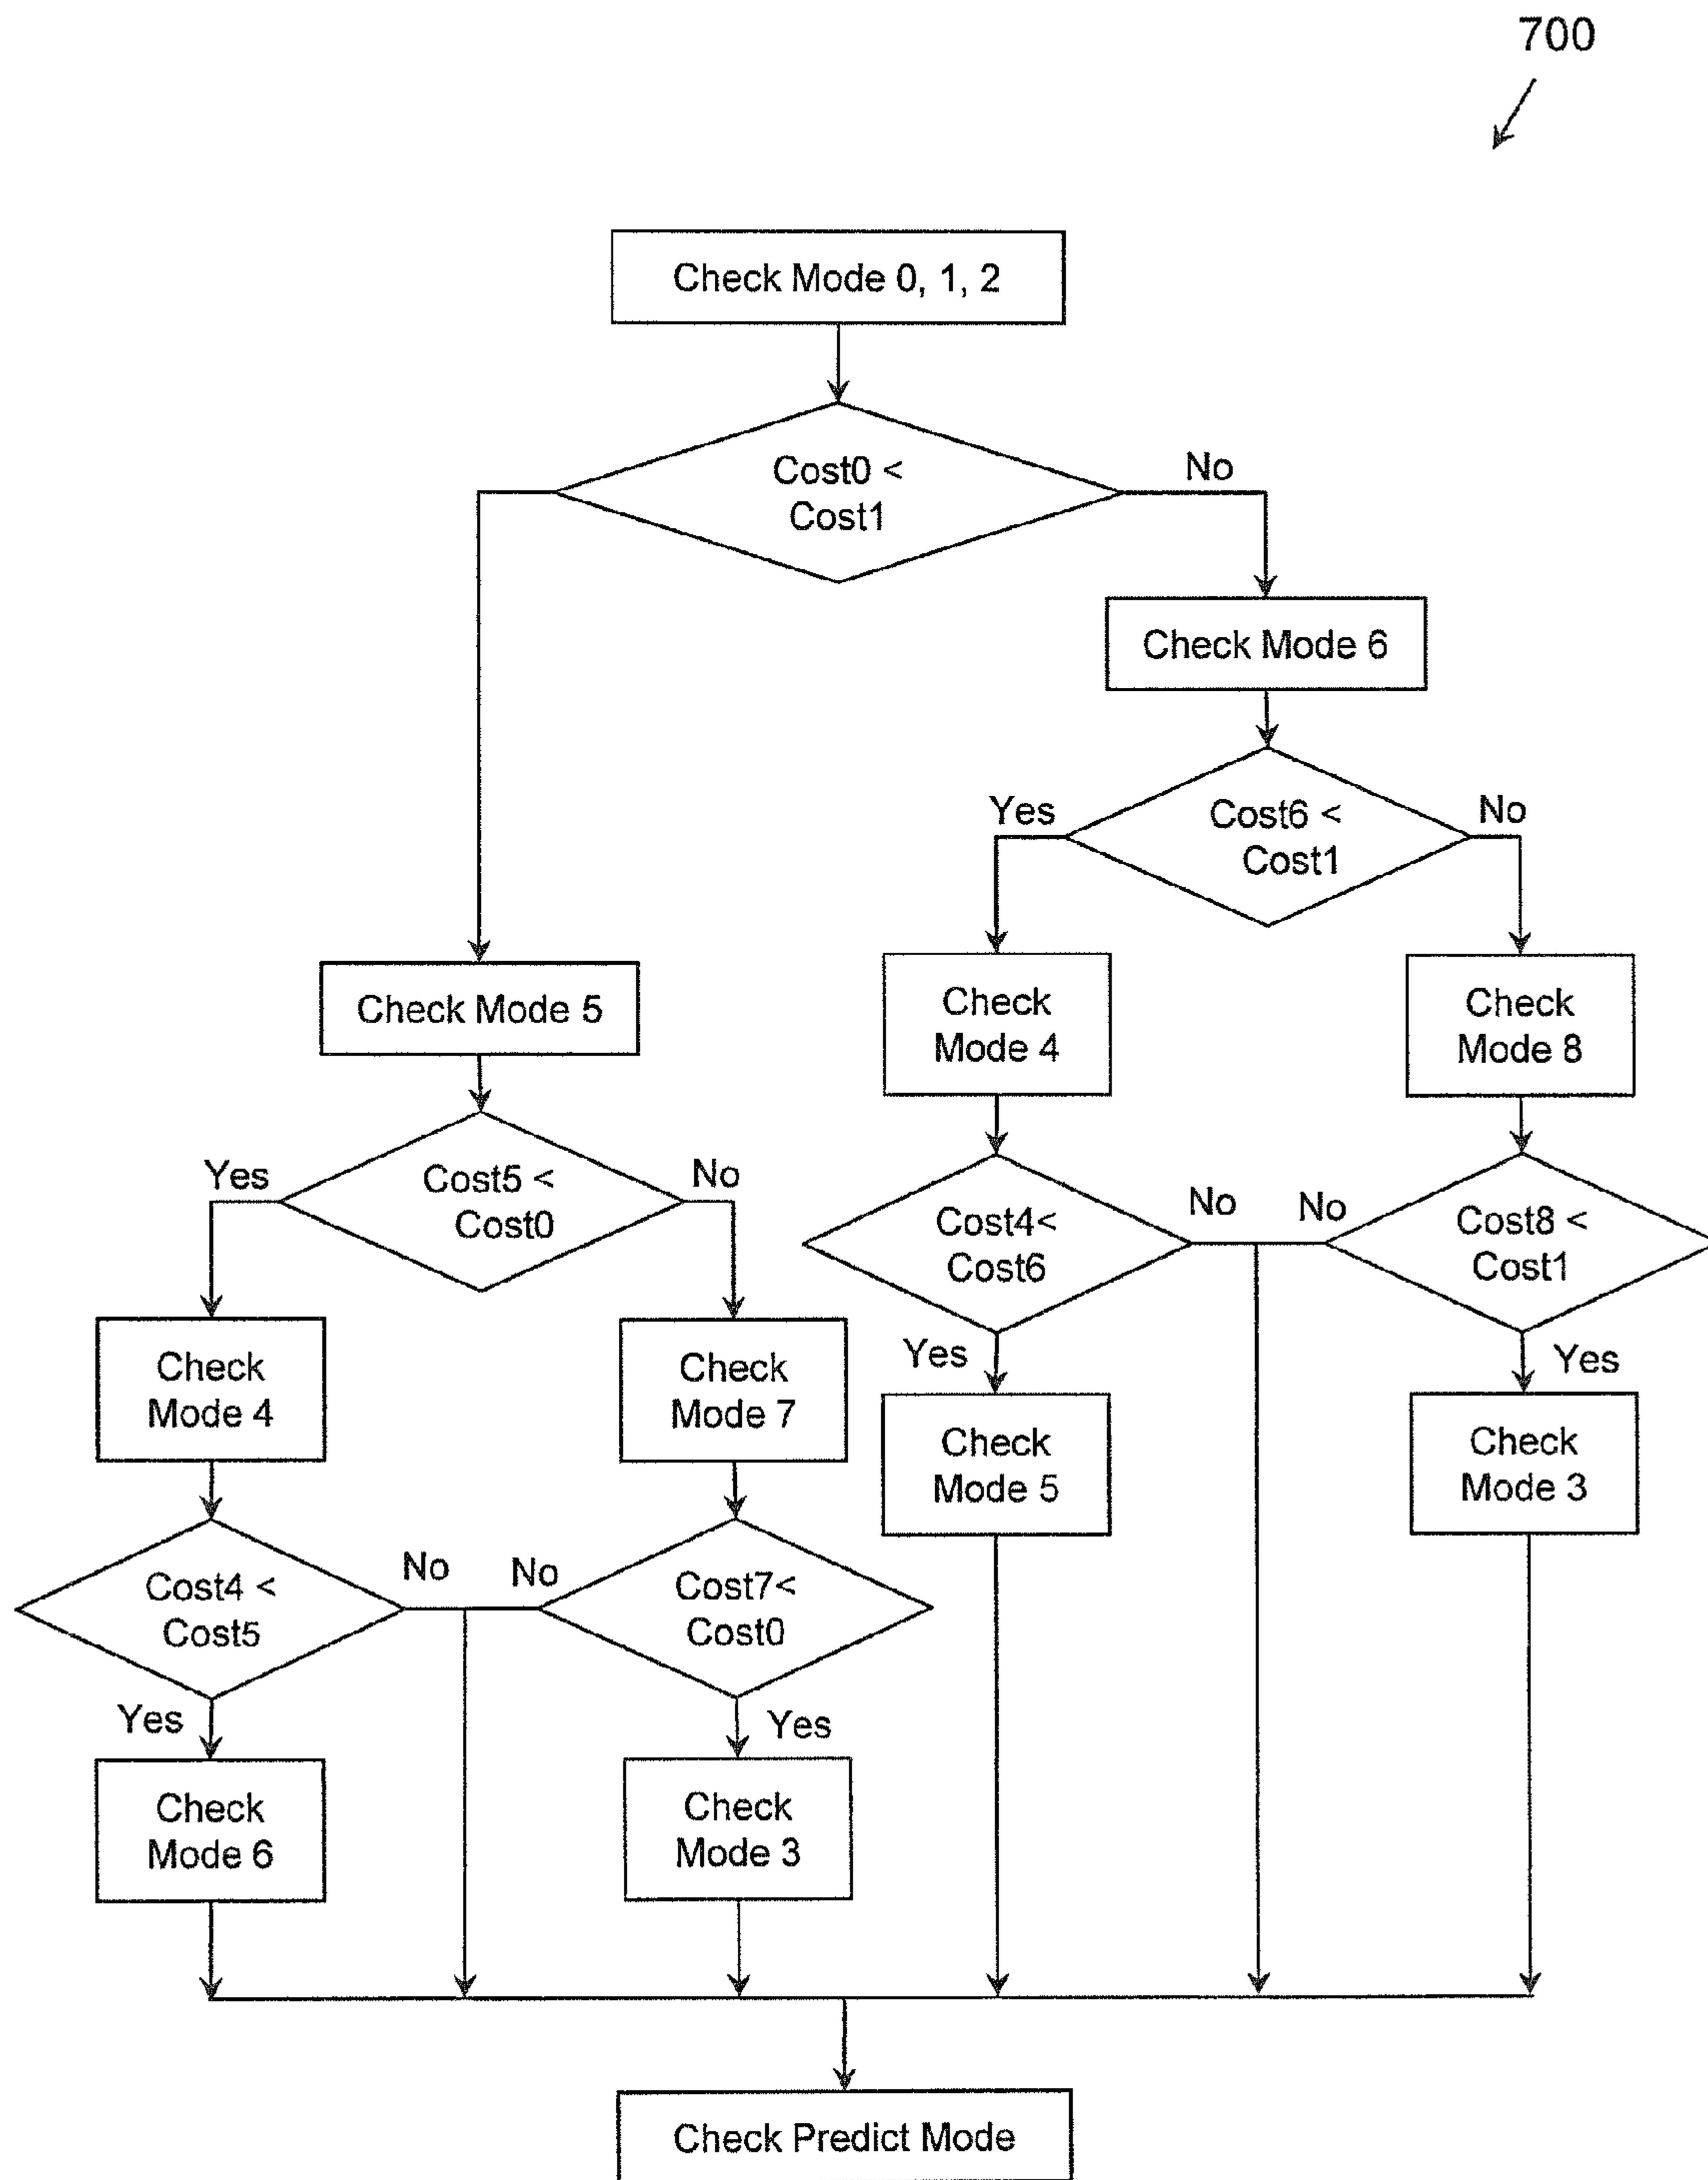 700
Check Mode 0, 1, 2
Cost0 <
Cost1
No
Check Mode 6
Yes
Cost6 <
Cost1
No
Check
Mode 4
Check
Mode 8
Check Mode 5
Yes
Cost5 <
Cost0
No
Cost4<
Cost6
No
No
Cost8 <
Cost1
Check
Mode 4
Check
Mode 7
Yes
Check
Mode 5
Yes
Check
Mode 3
Cost4 <
Cost5
No
No
Cost7<
Cost0
Yes
Check
Mode 6
Yes
Check
Mode 3
Check Predict Mode